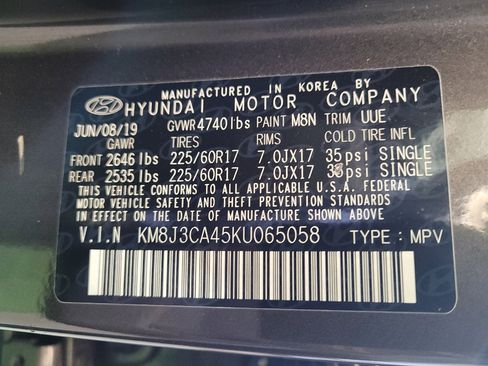 MANUFACTURED IN KOREA BY
HYUNDAI MOTOR COMPANY
JUN/08/19 GVWR 4740 lbs PAINT M8N TRIM UUE
GAWR TIRES RIMS COLD TIRE INFL
FRONT 2646 lbs 225/60R17 7.0JX17 35 psi SINGLE
REAR 2535 lbs 225/60R17 7.0JX17 psi SINGLE
THIS VEHICLE CONFORMS TO ALL APPLICABLE U.S.A. FEDERAL
MOTOR VEHICLE SAFETY AND THEFT PREVENTION STANDARDS
IN EFFECT ON THE DATE OF MANUFACTURE SHOWN ABOVE.
V.I.N KM8J3CA45KU065058 TYPE : MPV